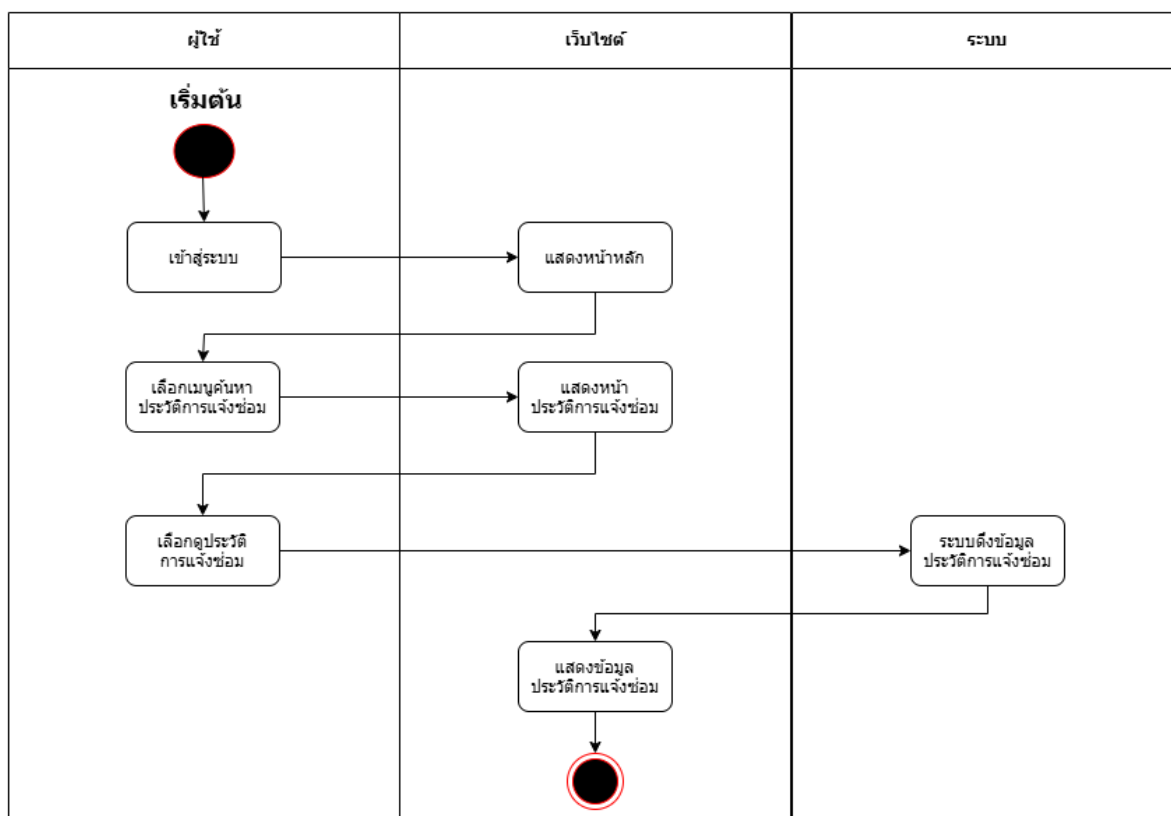 ผู้ใช้
เว็บไซต์
ระบบ
เริ่มต้น
เข้าสู่ระบบ
แสดงหน้าหลัก
เลือกเมนูค้นหา
ประวัติการแจ้งซ่อม
แสดงหน้า
ประวัติการแจ้งซ่อม
เลือกดูประวัติ
การแจ้งซ่อม
ระบบดึงข้อมูล
ประวัติการแจ้งซ่อม
แสดงข้อมูล
ประวัติการแจ้งซ่อม